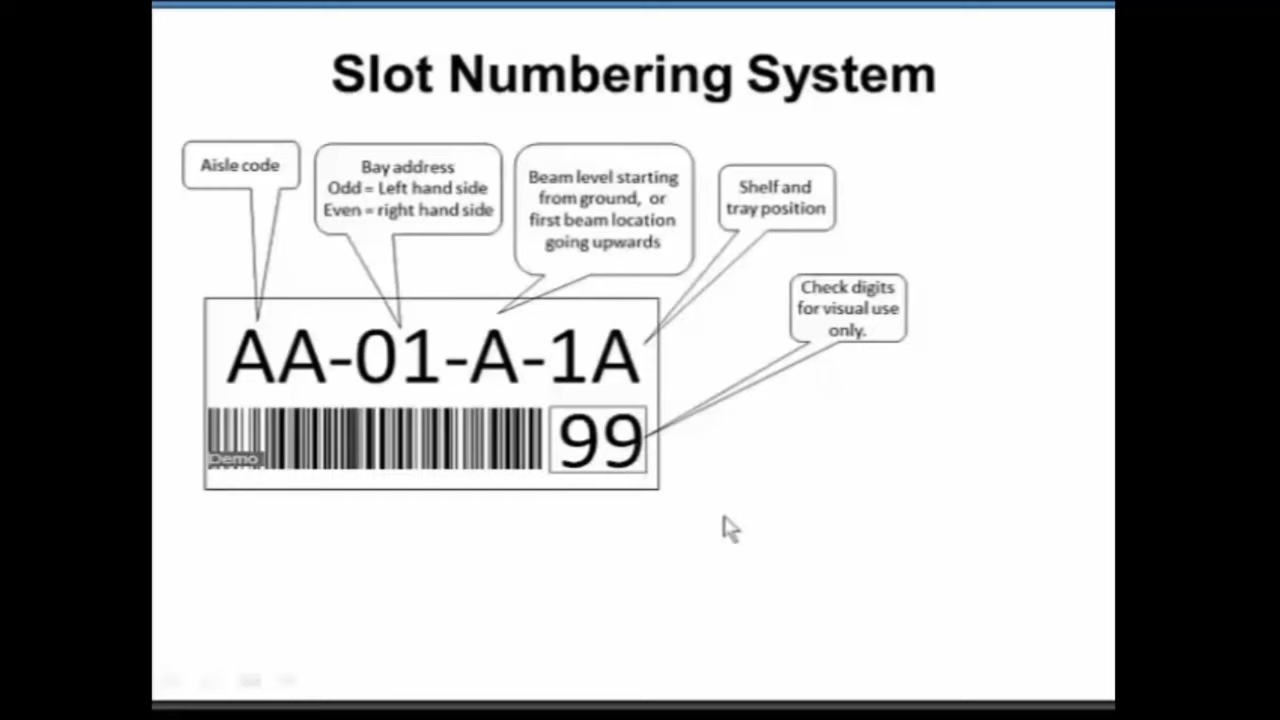 Slot Numbering System
Aisle code
Bay address
Odd = Left hand side
Even = right hand side
Beam level starting
from ground, or
first beam location
going upwards
Shelf and
tray position
Check digits
for visual use
only.
AA-01-A-1A
99
Demo